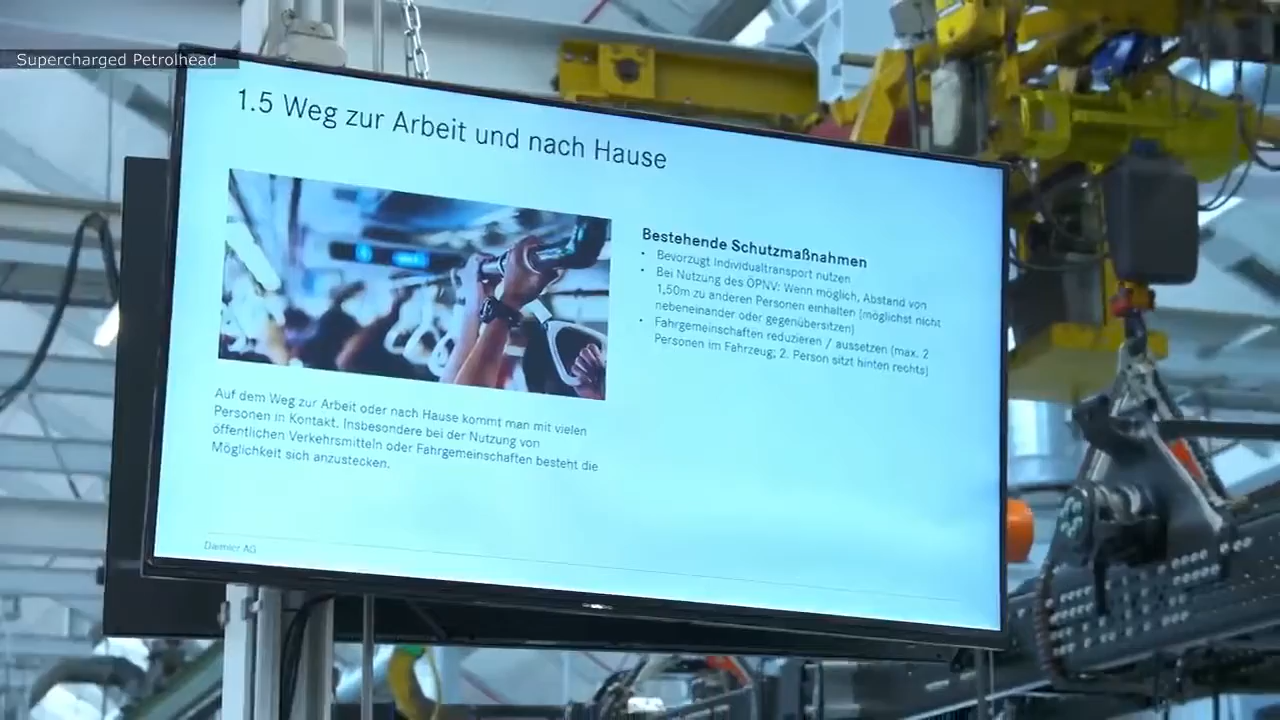 Supercharged Petrolhead
1.5 Weg zur Arbeit und nach Hause
Auf dem Weg zur Arbeit oder nach Hause kommt man mit vielen
Personen in Kontakt. Insbesondere bei der Nutzung von
öffentlichen Verkehrsmitteln oder Fahrgemeinschaften besteht die
Möglichkeit sich anzustecken.
Bestehende Schutzmaßnahmen
• Bevorzugt Individualtransport nutzen
• Bei Nutzung des ÖPNV: Wenn möglich, Abstand von
1,50m zu anderen Personen einhalten (möglichst nicht
nebeneinander oder gegenübersitzen)
• Fahrgemeinschaften reduzieren / aussetzen (max. 2
Personen im Fahrzeug; 2. Person sitzt hinten rechts)
Daimler AG